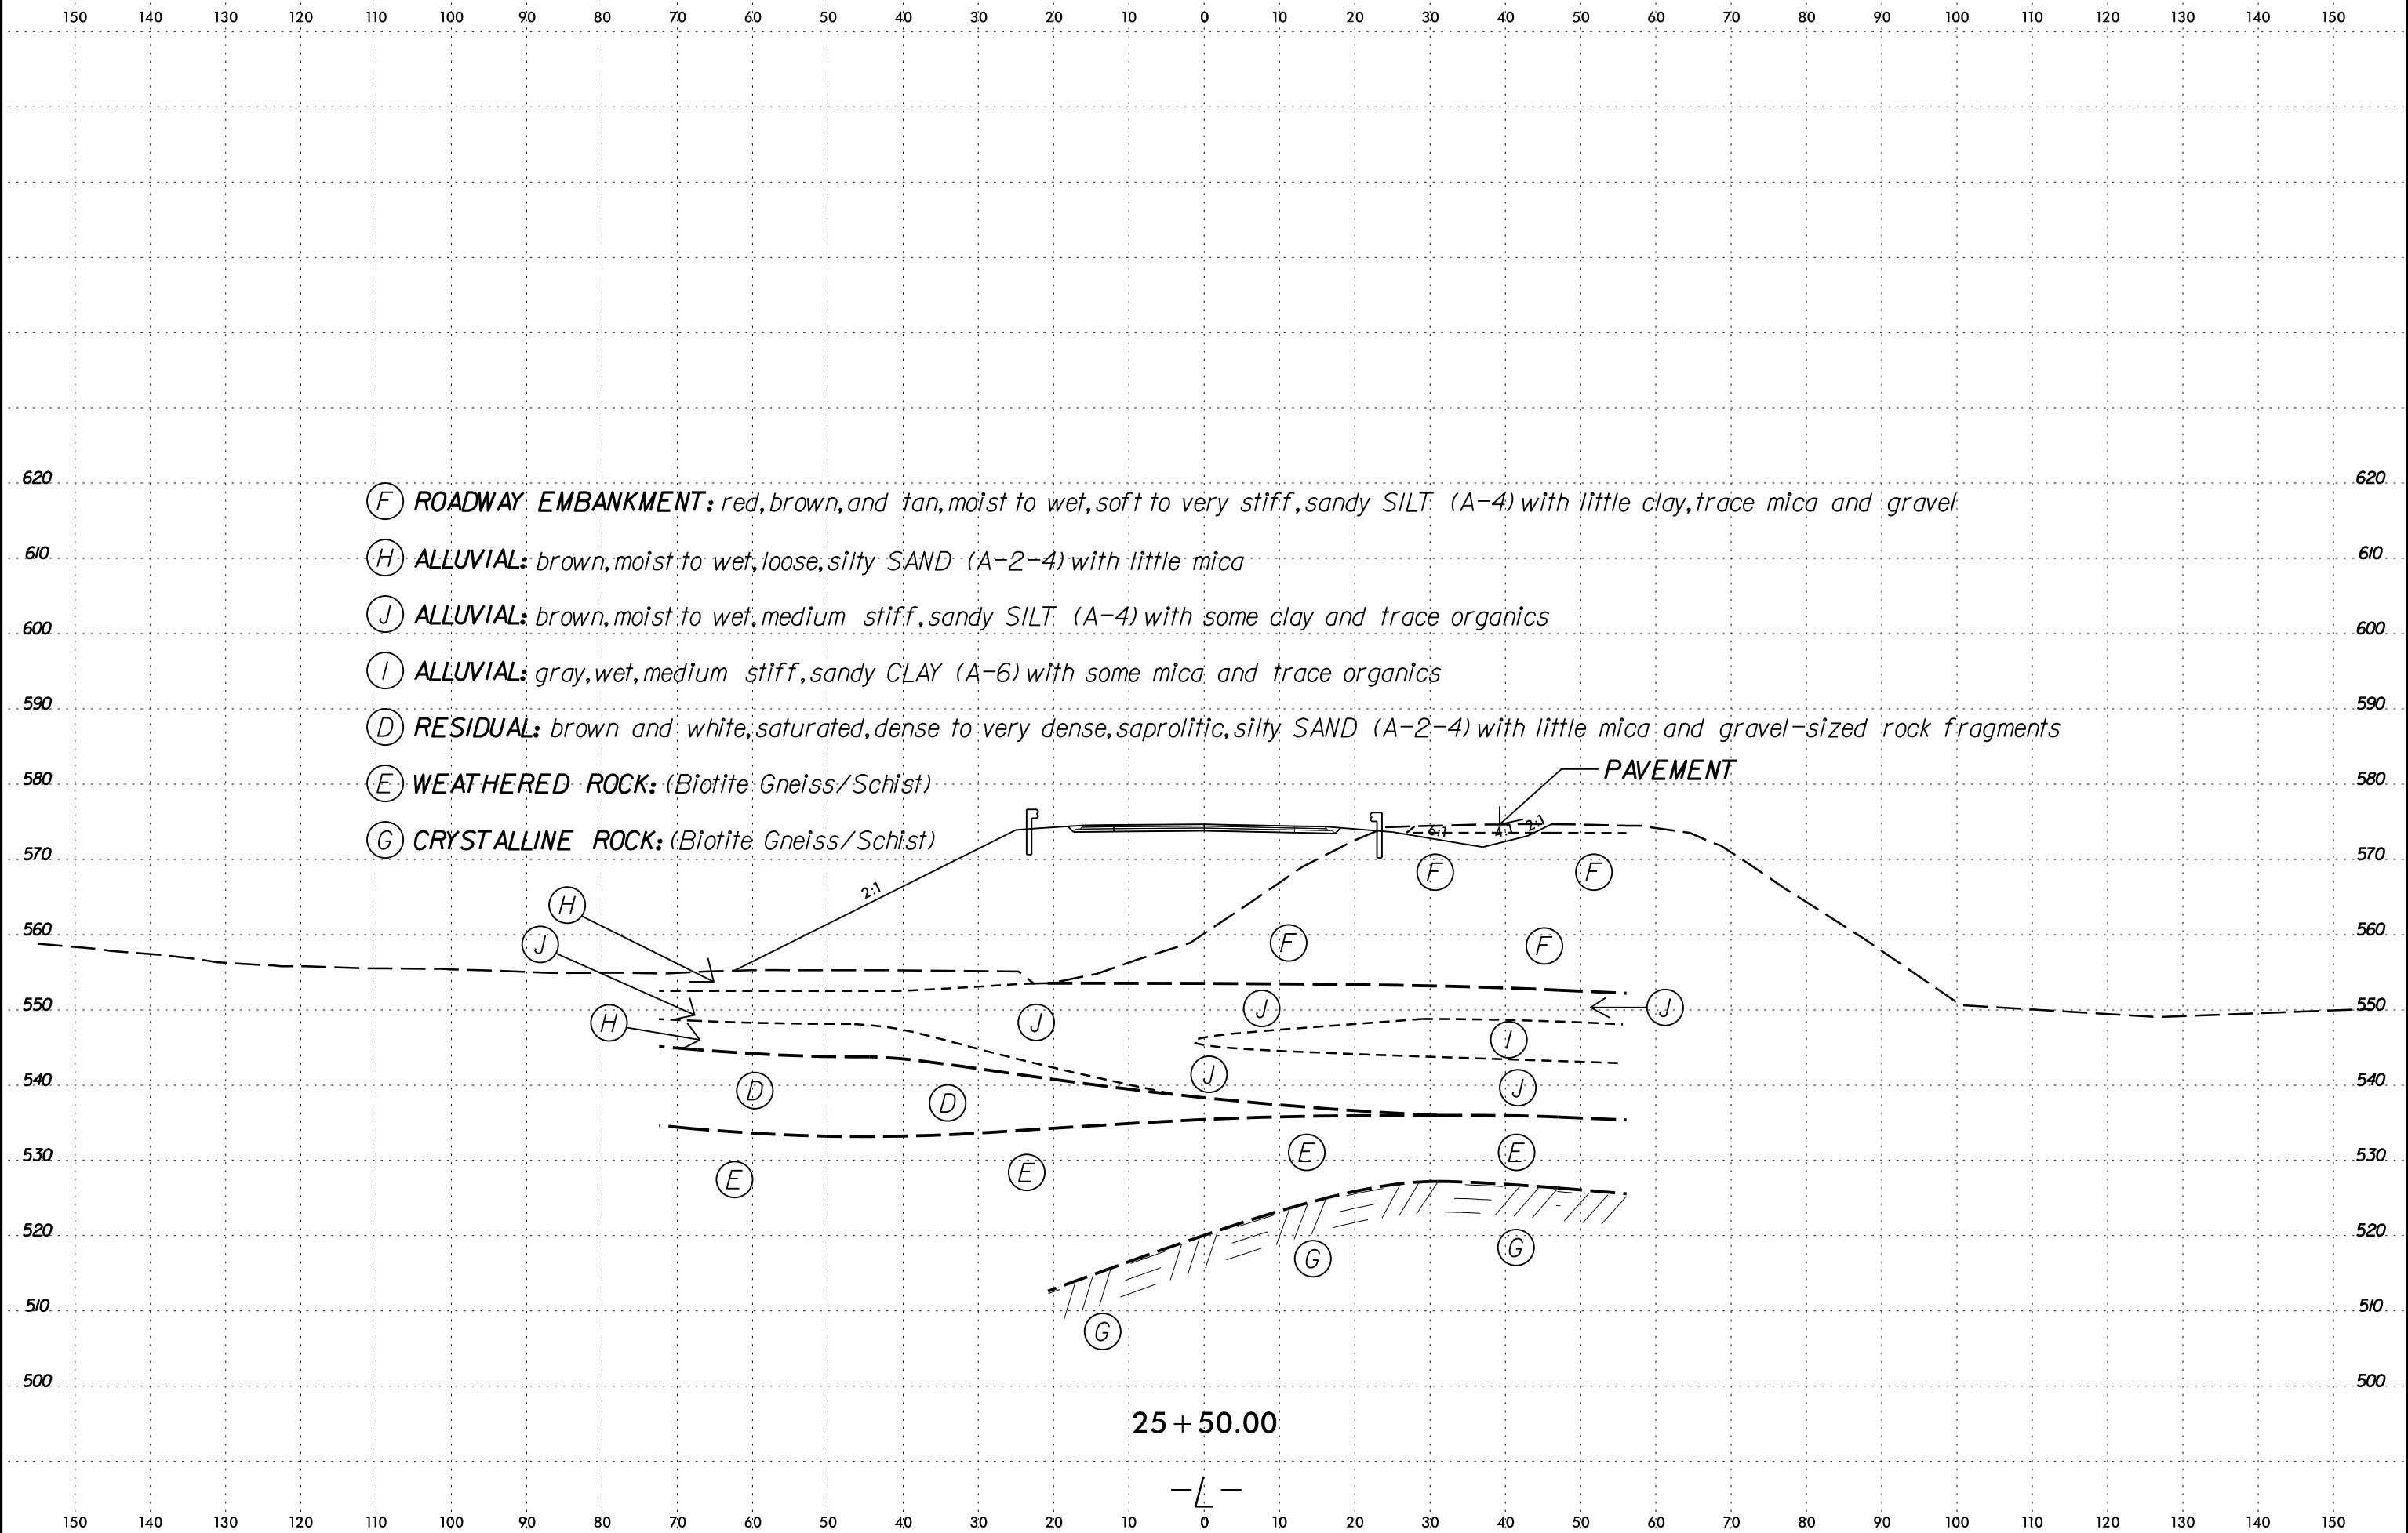 150 140 130 120 110 100 90 80 70 60 50 40 30 20 10 0 10 20 30 40 50 60 70 80 90 100 110 120 130 140 150
620 620
(F) ROADWAY EMBANKMENT: red, brown, and tan, moist to wet, soft to very stiff, sandy SILT (A-4) with little clay, trace mica and gravel
610 610
(H) ALLUVIAL: brown, moist to wet, loose, silty SAND (A-2-4) with little mica
(J) ALLUVIAL: brown, moist to wet, medium stiff, sandy SILT (A-4) with some clay and trace organics
600 600
(I) ALLUVIAL: gray, wet, medium stiff, sandy CLAY (A-6) with some mica and trace organics
590 590
(D) RESIDUAL: brown and white, saturated, dense to very dense, saprolitic, silty SAND (A-2-4) with little mica and gravel-sized rock fragments
PAVEMENT
580 580
(E) WEATHERED ROCK: (Biotite Gneiss/Schist)
6:1 4:1 2:1
(G) CRYSTALLINE ROCK: (Biotite Gneiss/Schist)
570 570
F F
2:1
H
560 560
J F F
550 550
H J J J
I
540 540
D D J J
530 530
E E E E
520 520
G G
510 510
G
500 500
25+50.00
-L-
150 140 130 120 110 100 90 80 70 60 50 40 30 20 10 0 10 20 30 40 50 60 70 80 90 100 110 120 130 140 150